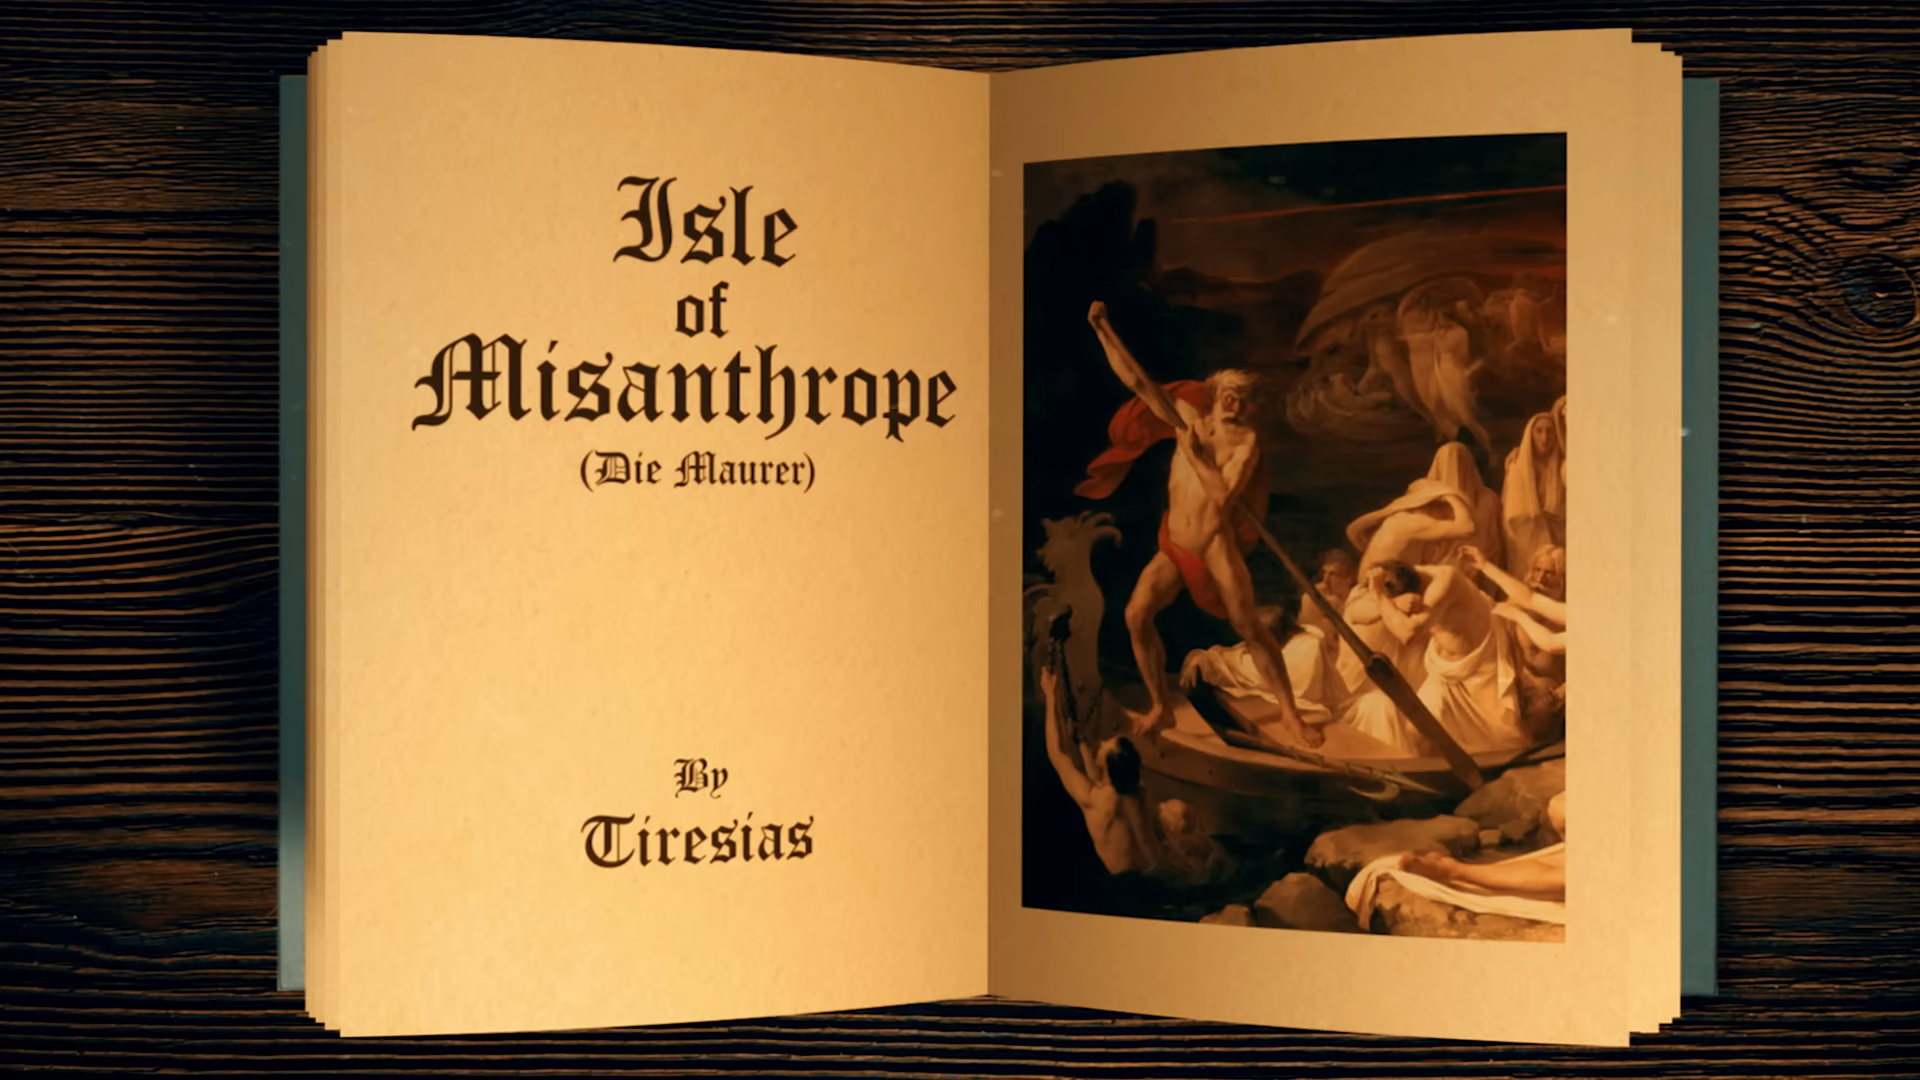 Isle
of
Misanthrope
(Die Maurer)
By
Tiresias